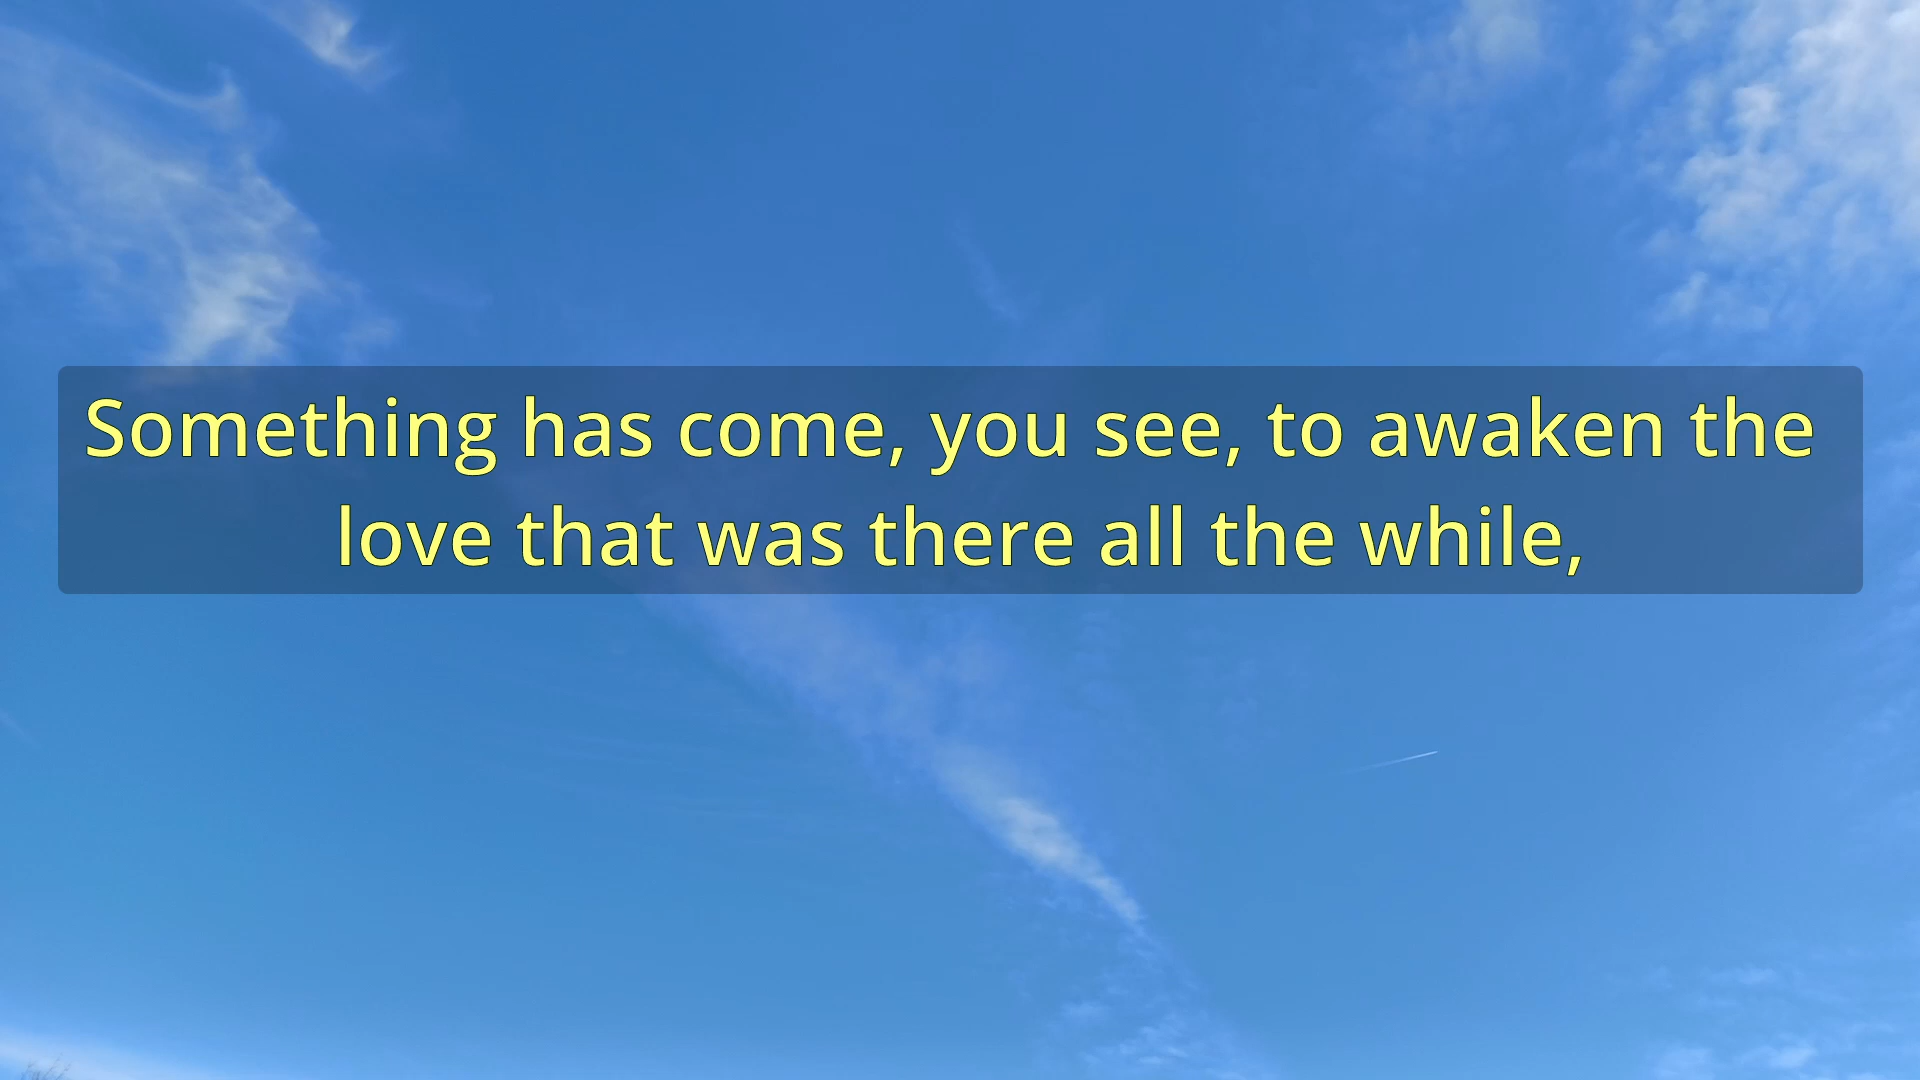 Something has come, you see, to awaken the
love that was there all the while,